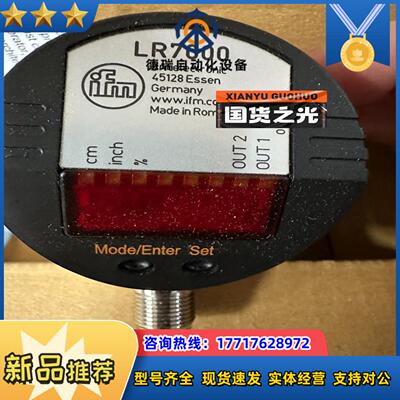 LR7000
德瑞自动化设备
ifm
45128 Essen
Germany
www.ifm.co
Made in Rom
XIANYU GUOHUO
国货之光
cm
inch
%
OUT 2
OUT 1
Mode/Enter Set
咨询热线：17717628972
新品推荐
型号齐全 现货速发 实体经营 支持对公